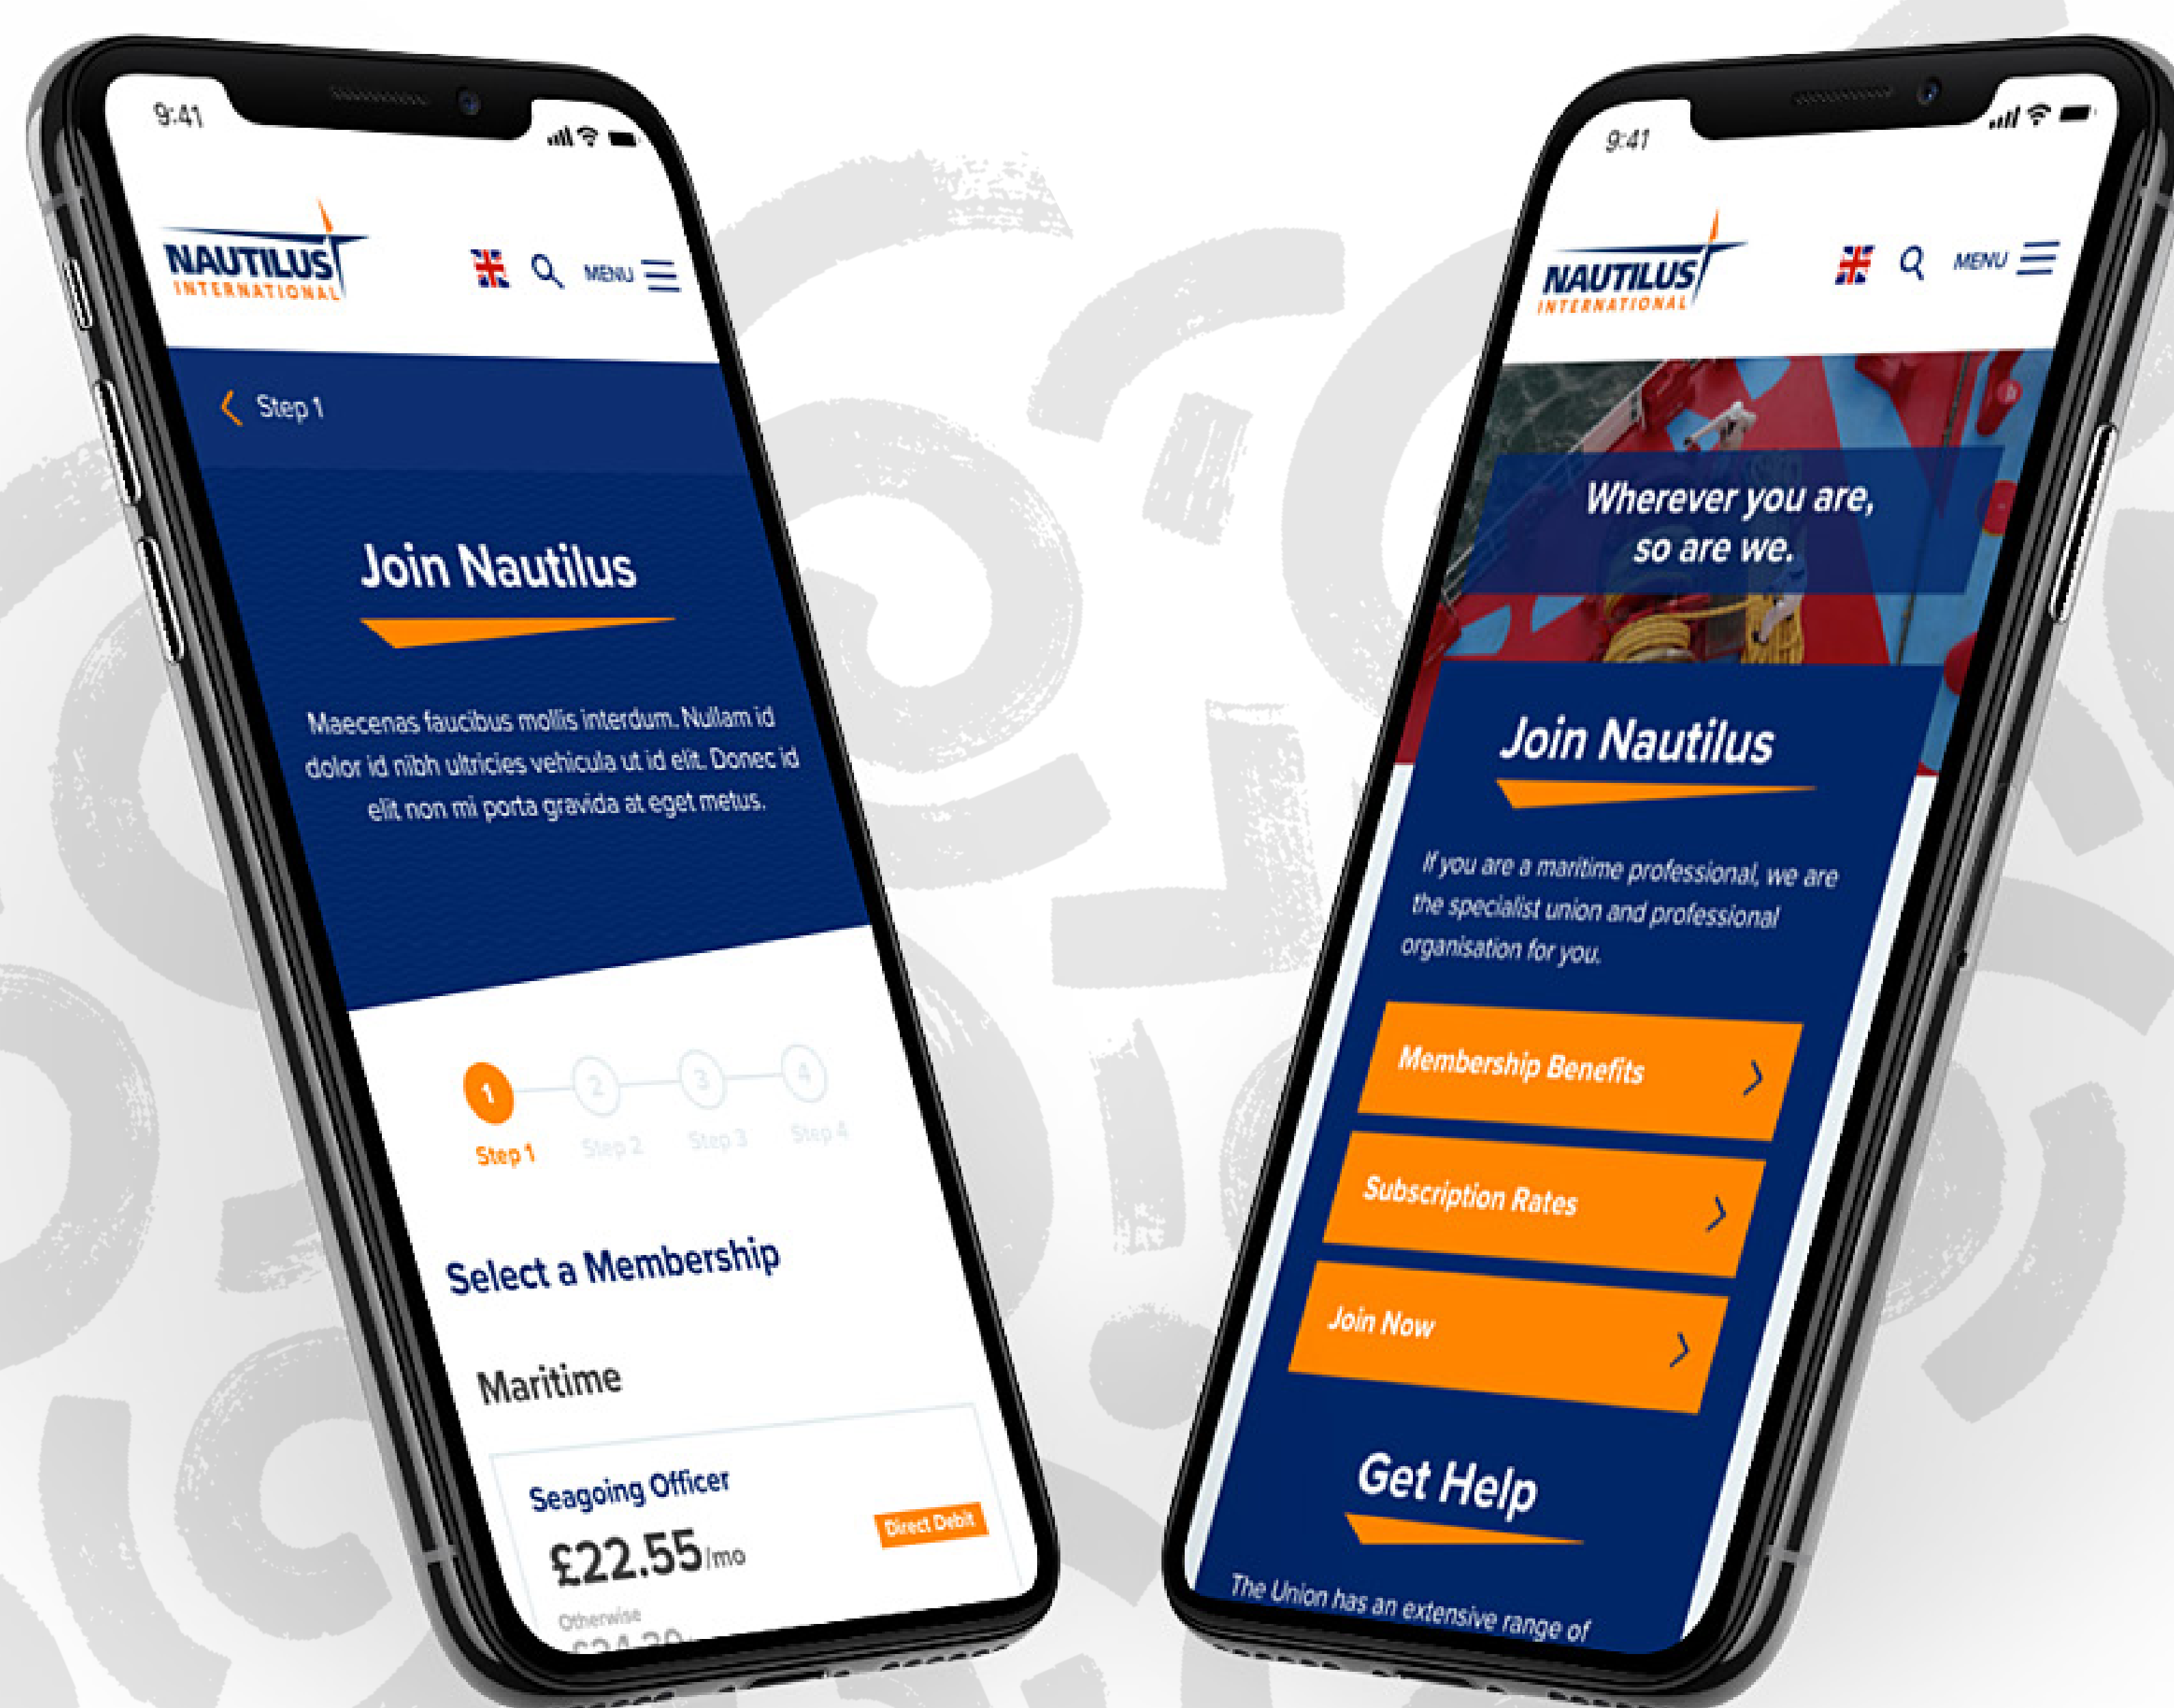 9:41
NAUTILUS
INTERNATIONAL
MENU
Step 1
Join Nautilus
Maecenas faucibus mollis interdum. Nullam id
dolor id nibh ultricies vehicula ut id elit. Donec id
elit non mi porta gravida at eget metus.
1 2 3 4
Step 1 Step 2 Step 3 Step 4
Select a Membership
Maritime
Seagoing Officer
£22.55/mo
Direct Debit
Otherwise
9:41
NAUTILUS
INTERNATIONAL
MENU
Wherever you are,
so are we.
Join Nautilus
If you are a maritime professional, we are
the specialist union and professional
organisation for you.
Membership Benefits
Subscription Rates
Join Now
Get Help
The Union has an extensive range of